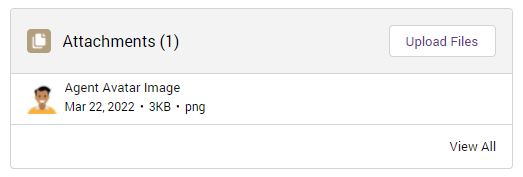 Attachments (1)
Upload Files
Agent Avatar Image
Mar 22, 2022 • 3KB • png
View All